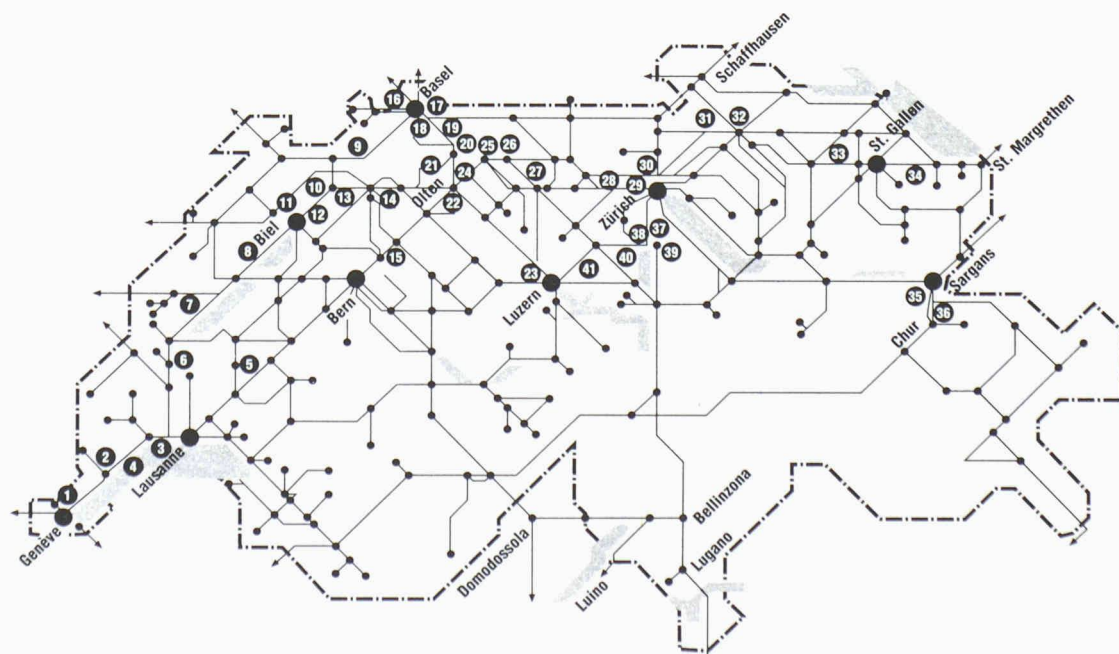 Schaffhausen
Basel
16
17
18
19
31
32
St. Gallen
St. Margrethen
9
20
25
26
33
21
27
30
34
10
13
24
28
29
11
14
Olten
22
Zürich
12
Biel
38
37
8
15
39
23
41
40
Sargans
7
Bern
Luzern
35
36
6
5
Chur
2
3
4
Lausanne
1
Genève
Domodossola
Bellinzona
Luino
Lugano